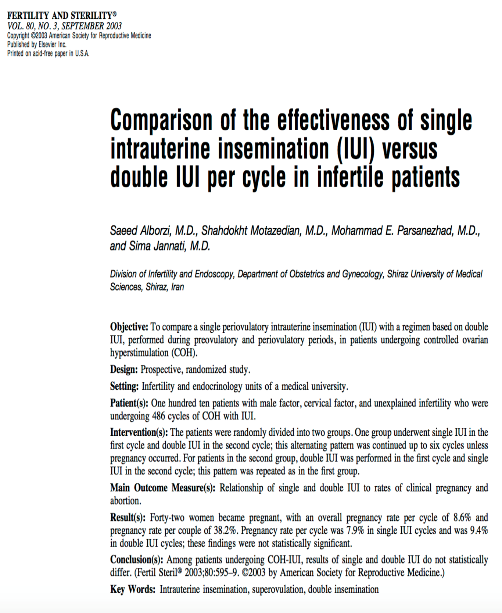 FERTILITY AND STERILITY®
VOL. 80, NO. 3, SEPTEMBER 2003
Copyright ©2003 American Society for Reproductive Medicine
Published by Elsevier Inc.
Printed on acid-free paper in U.S.A.
Comparison of the effectiveness of single
intrauterine insemination (IUI) versus
double IUI per cycle in infertile patients
Saeed Alborzi, M.D., Shahdokht Motazedian, M.D., Mohammad E. Parsanezhad, M.D.,
and Sima Jannati, M.D.
Division of Infertility and Endoscopy, Department of Obstetrics and Gynecology, Shiraz University of Medical
Sciences, Shiraz, Iran
Objective: To compare a single periovulatory intrauterine insemination (IUI) with a regimen based on double
IUI, performed during preovulatory and periovulatory periods, in patients undergoing controlled ovarian
hyperstimulation (COH).
Design: Prospective, randomized study.
Setting: Infertility and endocrinology units of a medical university.
Patient(s): One hundred ten patients with male factor, cervical factor, and unexplained infertility who were
undergoing 486 cycles of COH with IUI.
Intervention(s): The patients were randomly divided into two groups. One group underwent single IUI in the
first cycle and double IUI in the second cycle; this alternating pattern was continued up to six cycles unless
pregnancy occurred. For patients in the second group, double IUI was performed in the first cycle and single
IUI in the second cycle; this pattern was repeated as in the first group.
Main Outcome Measure(s): Relationship of single and double IUI to rates of clinical pregnancy and
abortion.
Result(s): Forty-two women became pregnant, with an overall pregnancy rate per cycle of 8.6% and
pregnancy rate per couple of 38.2%. Pregnancy rate per cycle was 7.9% in single IUI cycles and was 9.4%
in double IUI cycles; these findings were not statistically significant.
Conclusion(s): Among patients undergoing COH-IUI, results of single and double IUI do not statistically
differ. (Fertil Steril® 2003;80:595–9. ©2003 by American Society for Reproductive Medicine.)
Key Words: Intrauterine insemination, superovulation, double insemination